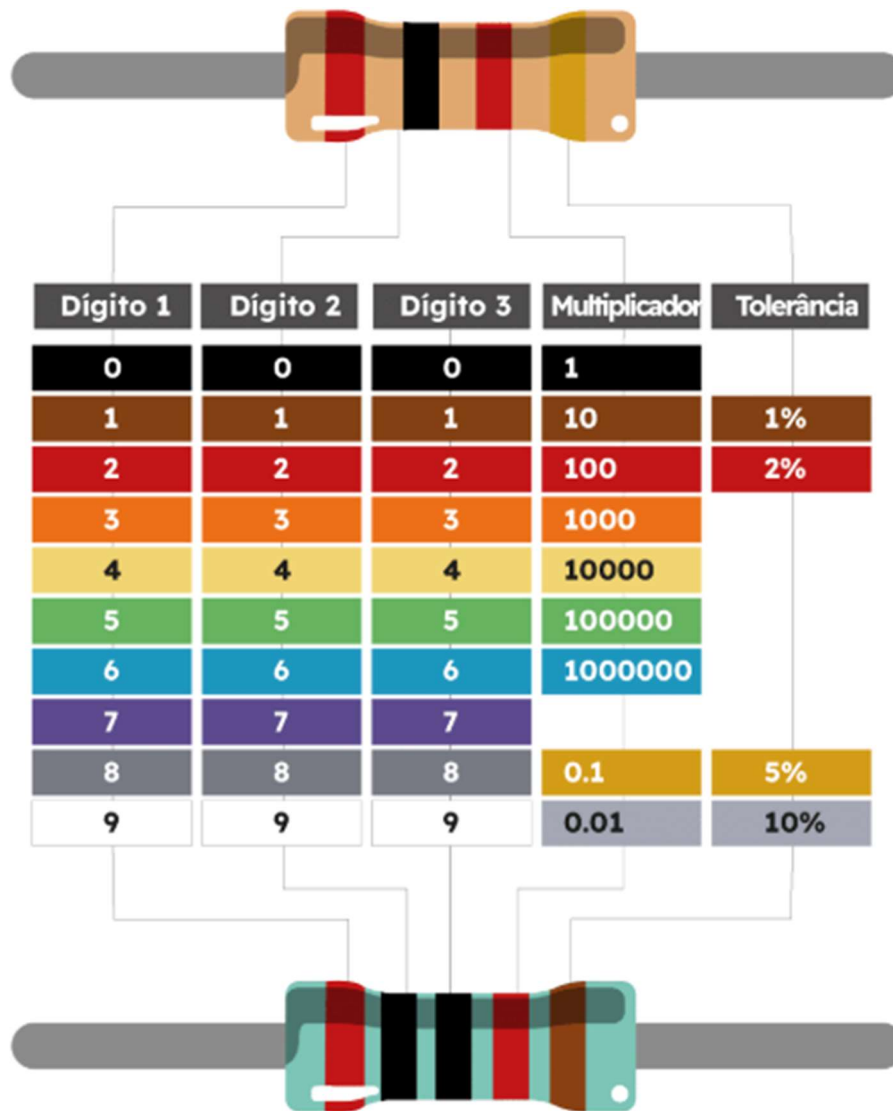 Dígito 1 Dígito 2 Dígito 3 Multiplicador Tolerância
0 0 0 1
1 1 1 10 1%
2 2 2 100 2%
3 3 3 1000
4 4 4 10000
5 5 5 100000
6 6 6 1000000
7 7 7
8 8 8 0.1 5%
9 9 9 0.01 10%